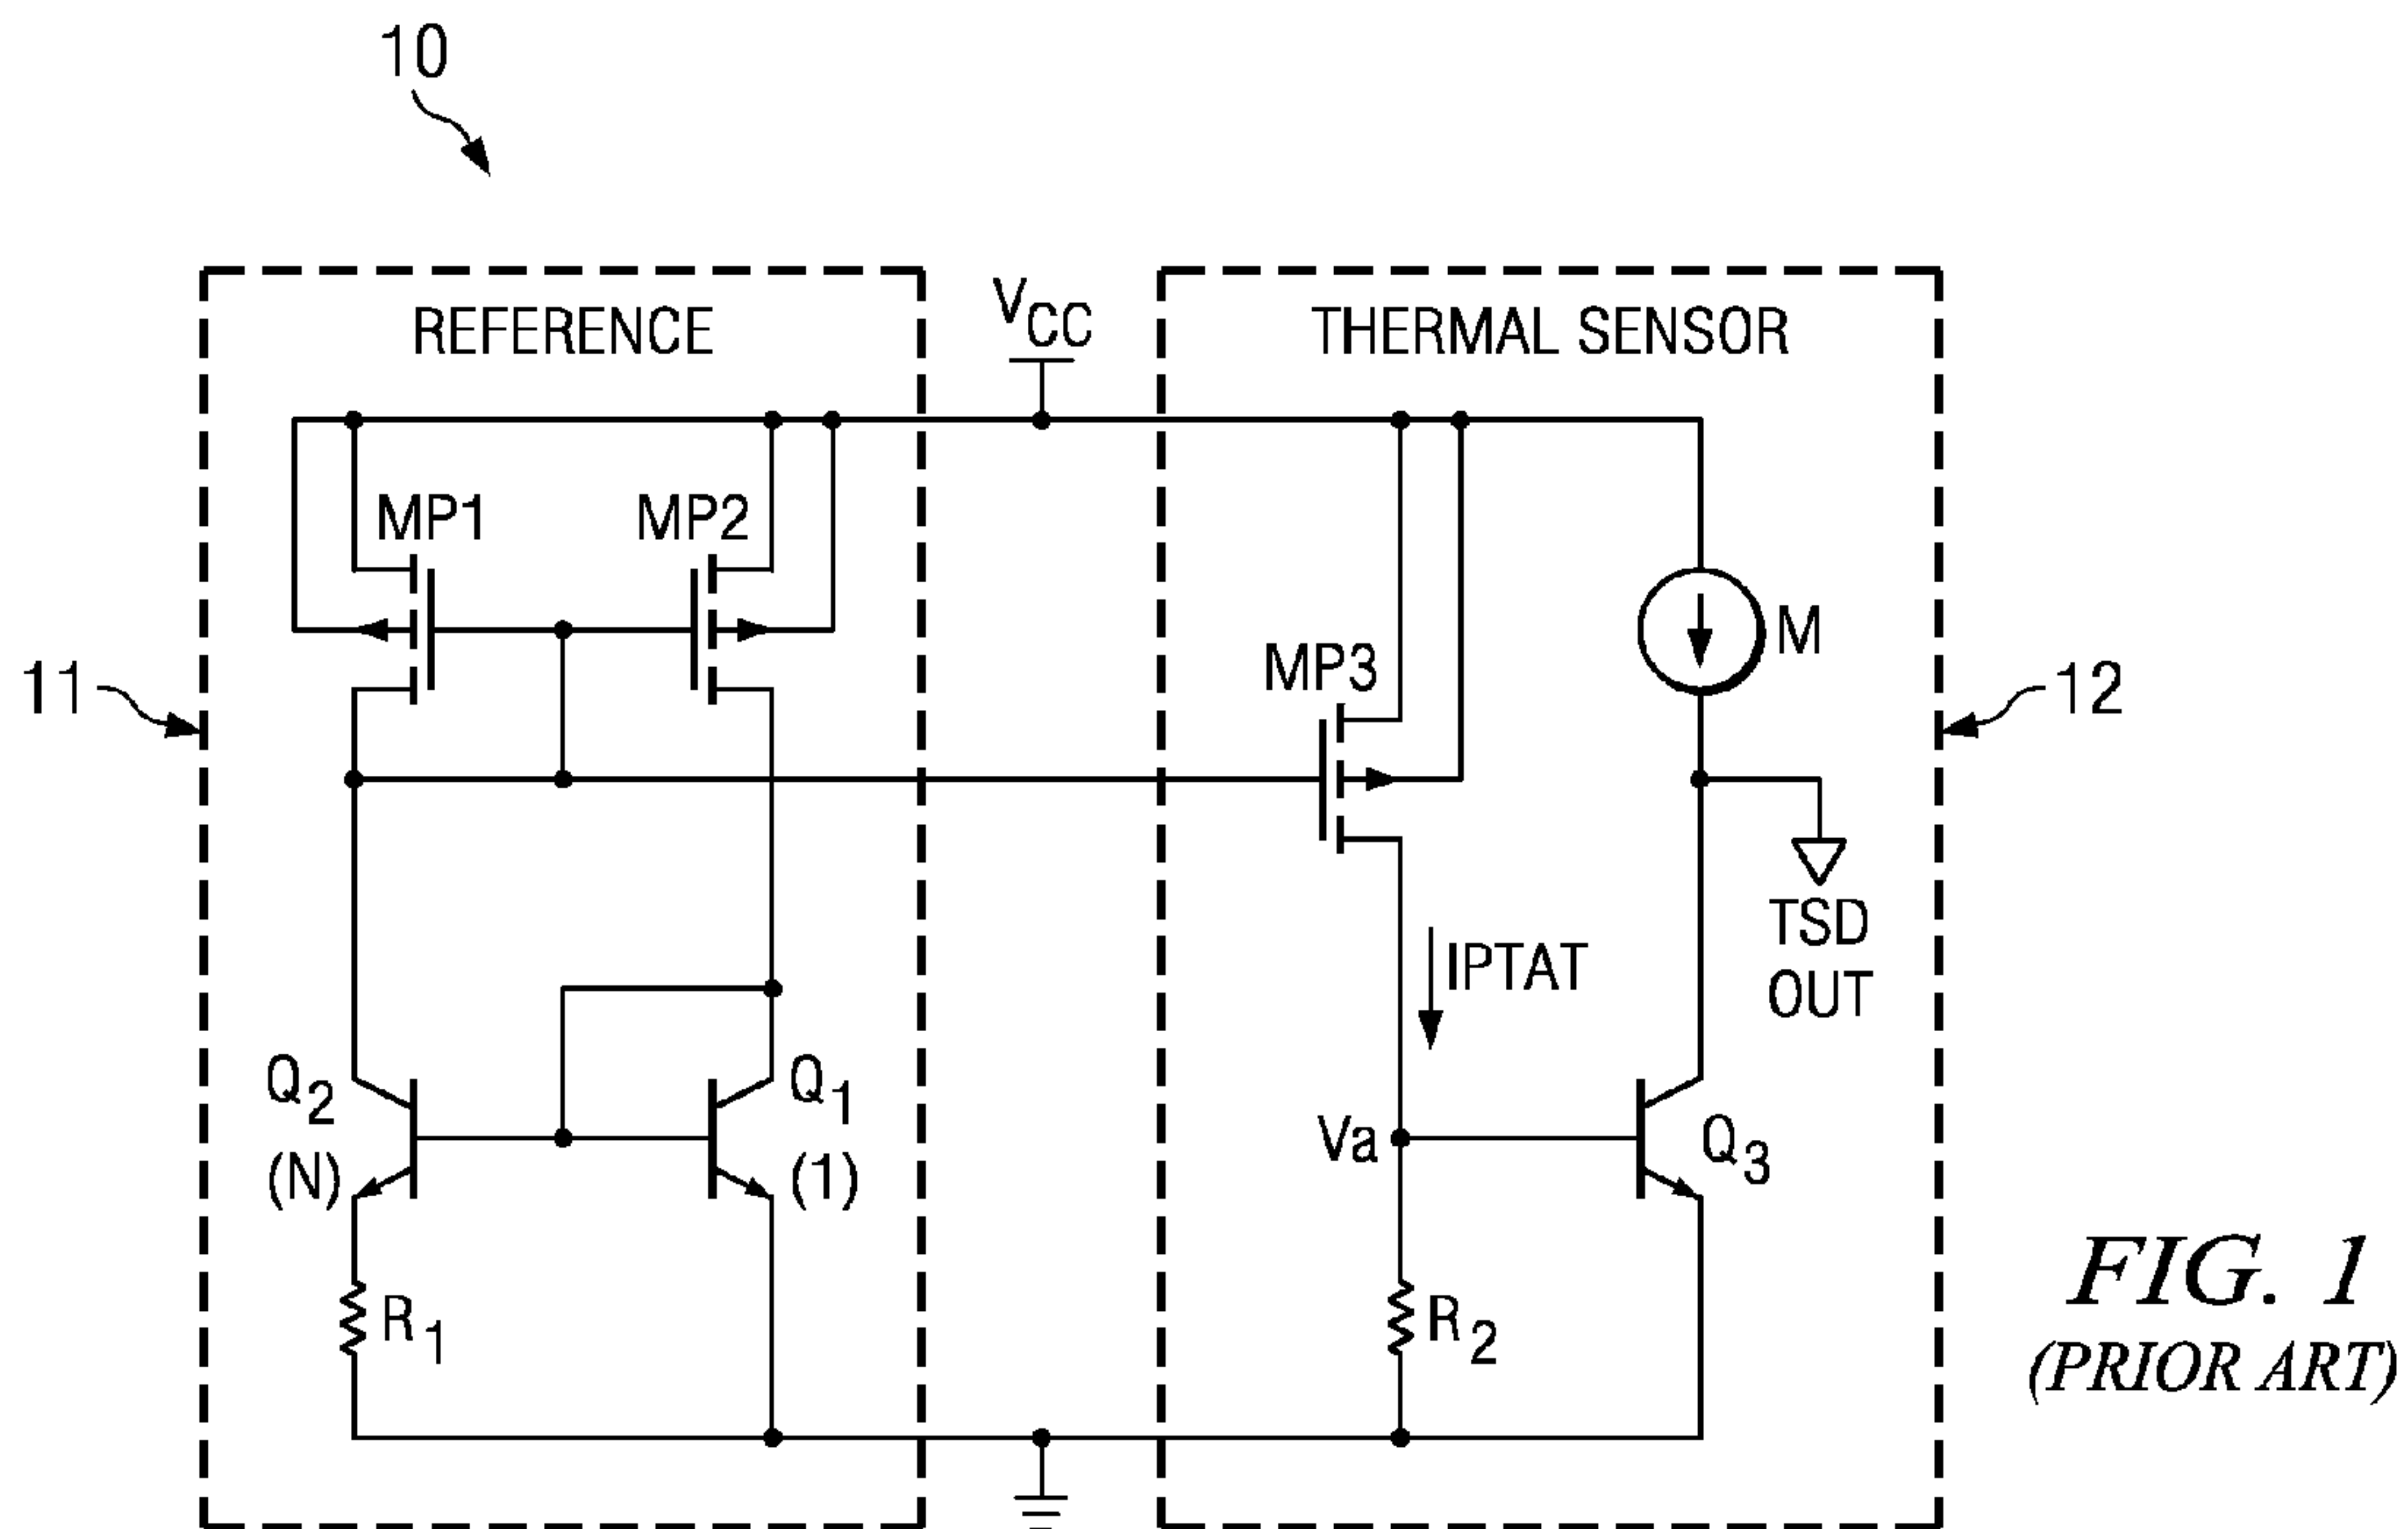 10
REFERENCE
VCC
THERMAL SENSOR
MP1
MP2
MP3
M
11
12
TSD
OUT
IPTAT
Q2
(N)
Q1
(1)
Va
Q3
R1
R2
FIG. 1
(PRIOR ART)